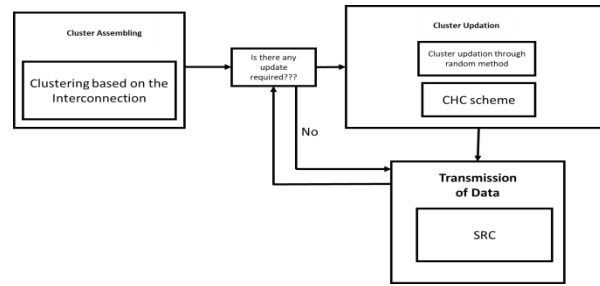 Cluster Assembling
Clustering based on the
Interconnection
Is there any
update
required???
No
Cluster Updation
Cluster updation through
random method
CHC scheme
Transmission
of Data
SRC